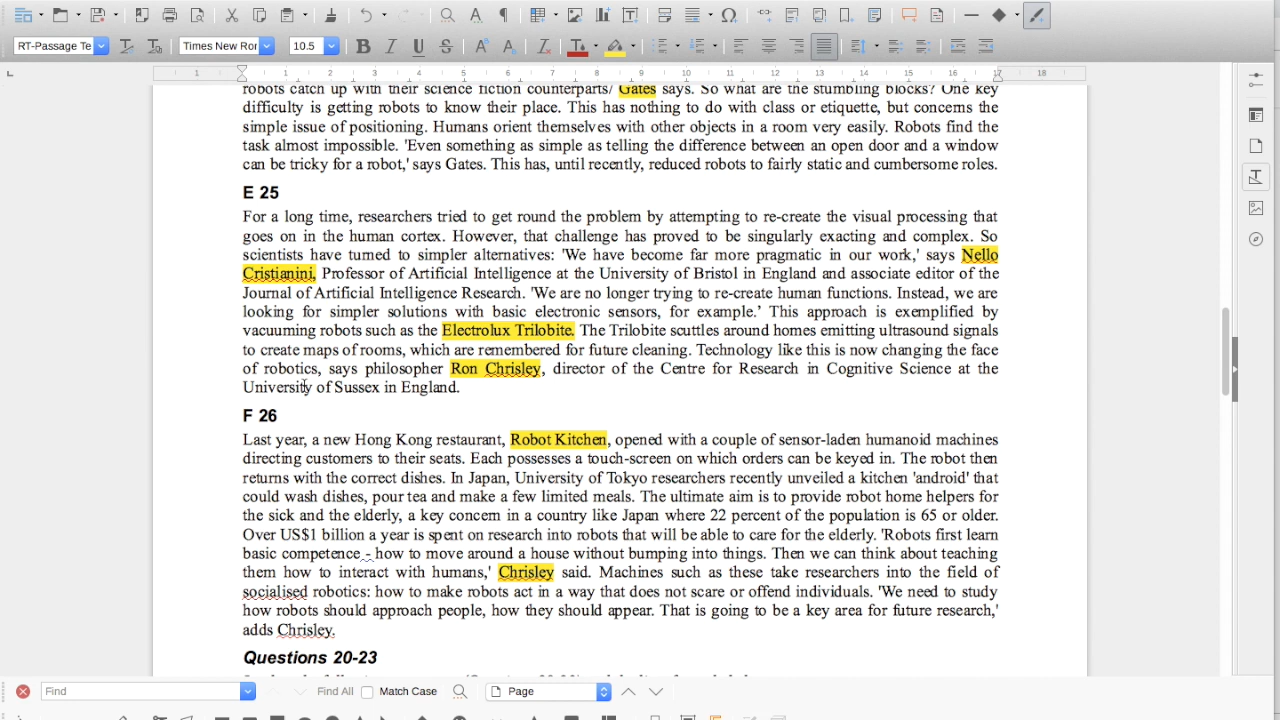 RT-Passage Te
Times New Ror
10.5
1 1 2 3 4 5 6 7 8 9 10 11 12 13 14 15 16 17 18
robots catch up with their science fiction counterparts/ Gates says. So what are the stumbling blocks? One key
difficulty is getting robots to know their place. This has nothing to do with class or etiquette, but concerns the
simple issue of positioning. Humans orient themselves with other objects in a room very easily. Robots find the
task almost impossible. 'Even something as simple as telling the difference between an open door and a window
can be tricky for a robot,' says Gates. This has, until recently, reduced robots to fairly static and cumbersome roles.
E 25
For a long time, researchers tried to get round the problem by attempting to re-create the visual processing that
goes on in the human cortex. However, that challenge has proved to be singularly exacting and complex. So
scientists have turned to simpler alternatives: 'We have become far more pragmatic in our work,' says Nello
Cristianini, Professor of Artificial Intelligence at the University of Bristol in England and associate editor of the
Journal of Artificial Intelligence Research. 'We are no longer trying to re-create human functions. Instead, we are
looking for simpler solutions with basic electronic sensors, for example.’ This approach is exemplified by
vacuuming robots such as the Electrolux Trilobite. The Trilobite scuttles around homes emitting ultrasound signals
to create maps of rooms, which are remembered for future cleaning. Technology like this is now changing the face
of robotics, says philosopher Ron Chrisley, director of the Centre for Research in Cognitive Science at the
University of Sussex in England.
F 26
Last year, a new Hong Kong restaurant, Robot Kitchen, opened with a couple of sensor-laden humanoid machines
directing customers to their seats. Each possesses a touch-screen on which orders can be keyed in. The robot then
returns with the correct dishes. In Japan, University of Tokyo researchers recently unveiled a kitchen 'android' that
could wash dishes, pour tea and make a few limited meals. The ultimate aim is to provide robot home helpers for
the sick and the elderly, a key concern in a country like Japan where 22 percent of the population is 65 or older.
Over US$1 billion a year is spent on research into robots that will be able to care for the elderly. 'Robots first learn
basic competence - how to move around a house without bumping into things. Then we can think about teaching
them how to interact with humans,' Chrisley said. Machines such as these take researchers into the field of
socialised robotics: how to make robots act in a way that does not scare or offend individuals. 'We need to study
how robots should approach people, how they should appear. That is going to be a key area for future research,'
adds Chrisley.
Questions 20-23
Find
Find All
Match Case
Page